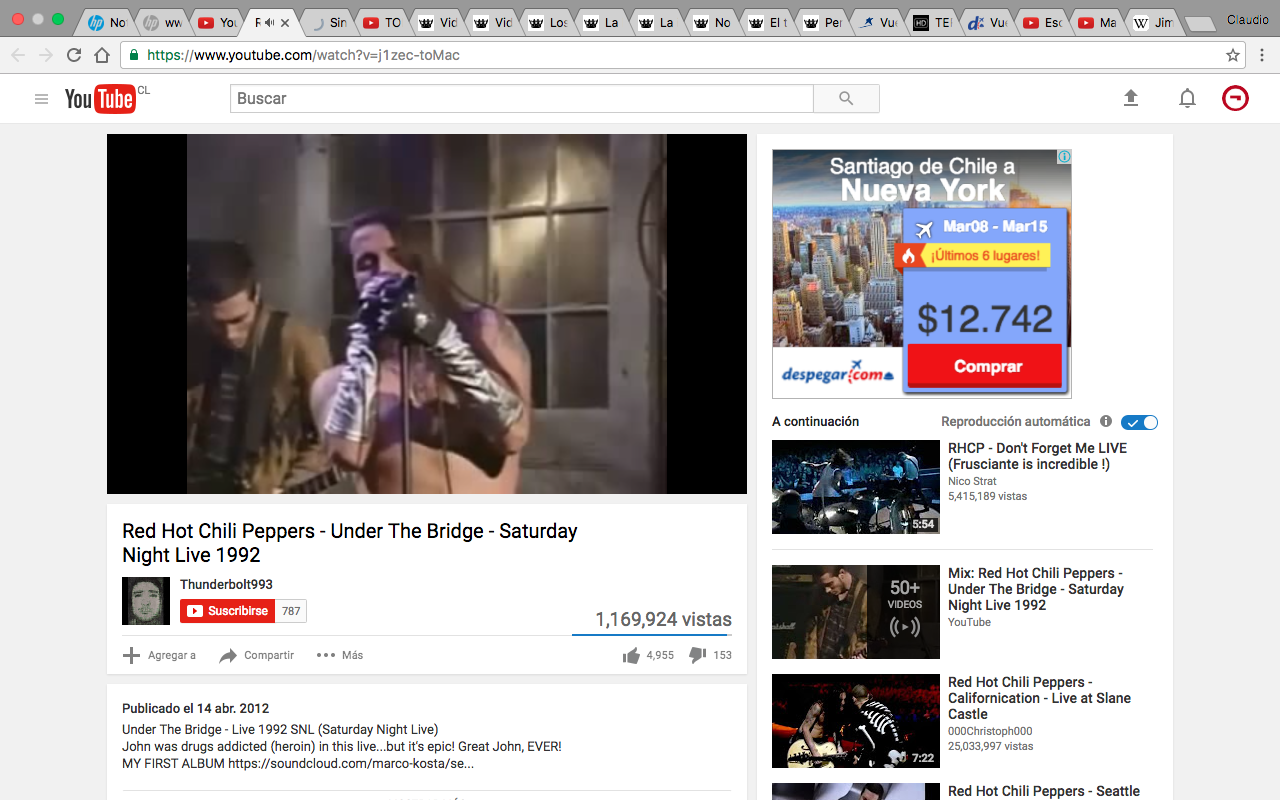 Not
ww
You
R
Sin
TO
Vid
Vid
Los
La
La
No
El t
Per
Vue
HD
TEI
Vue
Esc
Ma
W
Jim
Claudio
https://www.youtube.com/watch?v=j1zec-toMac
YouTube CL
Buscar
Santiago de Chile a
Nueva York
Mar08 - Mar15
¡Últimos 6 lugares!
$12.742
Comprar
despegar.com
Red Hot Chili Peppers - Under The Bridge - Saturday
Night Live 1992
Thunderbolt993
Suscribirse 787
1,169,924 vistas
Agregar a Compartir Más 4,955 153
Publicado el 14 abr. 2012
Under The Bridge - Live 1992 SNL (Saturday Night Live)
John was drugs addicted (heroin) in this live...but it's epic! Great John, EVER!
MY FIRST ALBUM https://soundcloud.com/marco-kosta/se...
A continuación Reproducción automática
RHCP - Don't Forget Me LIVE
(Frusciante is incredible !)
Nico Strat
5,415,189 vistas
5:54
50+
VIDEOS
Mix: Red Hot Chili Peppers -
Under The Bridge - Saturday
Night Live 1992
YouTube
Red Hot Chili Peppers -
Californication - Live at Slane
Castle
000Christoph000
25,033,997 vistas
7:22
Red Hot Chili Peppers - Seattle